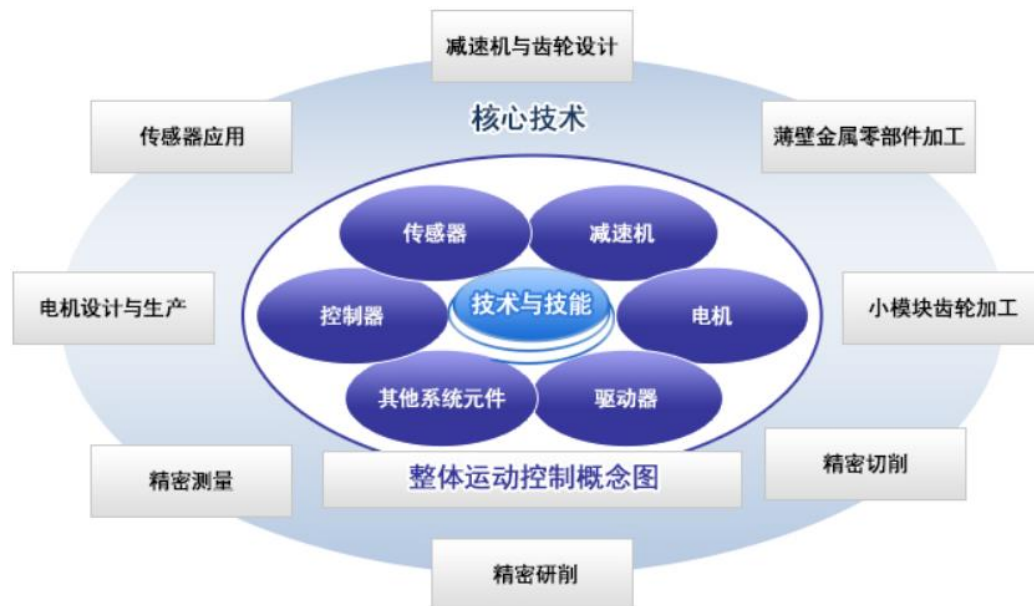 减速机与齿轮设计
核心技术
传感器应用
薄壁金属零部件加工
传感器
减速机
电机设计与生产
控制器
技术与技能
电机
小模块齿轮加工
其他系统元件
驱动器
精密测量
整体运动控制概念图
精密切削
精密研削